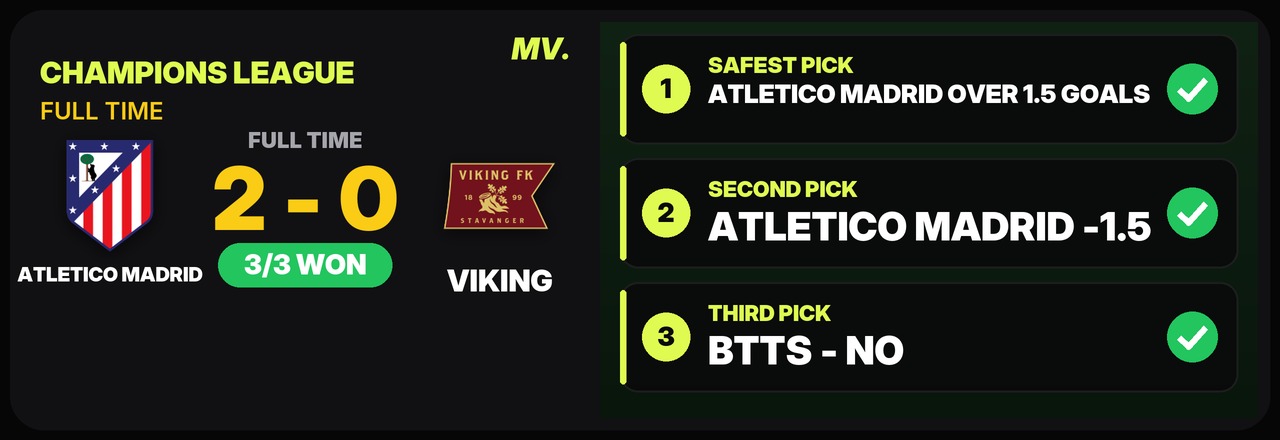 MV.
CHAMPIONS LEAGUE
FULL TIME
FULL TIME
2 - 0
3/3 WON
ATLETICO MADRID
VIKING FK
18 99
STAVANGER
VIKING
1
SAFEST PICK
ATLETICO MADRID OVER 1.5 GOALS
2
SECOND PICK
ATLETICO MADRID -1.5
3
THIRD PICK
BTTS - NO